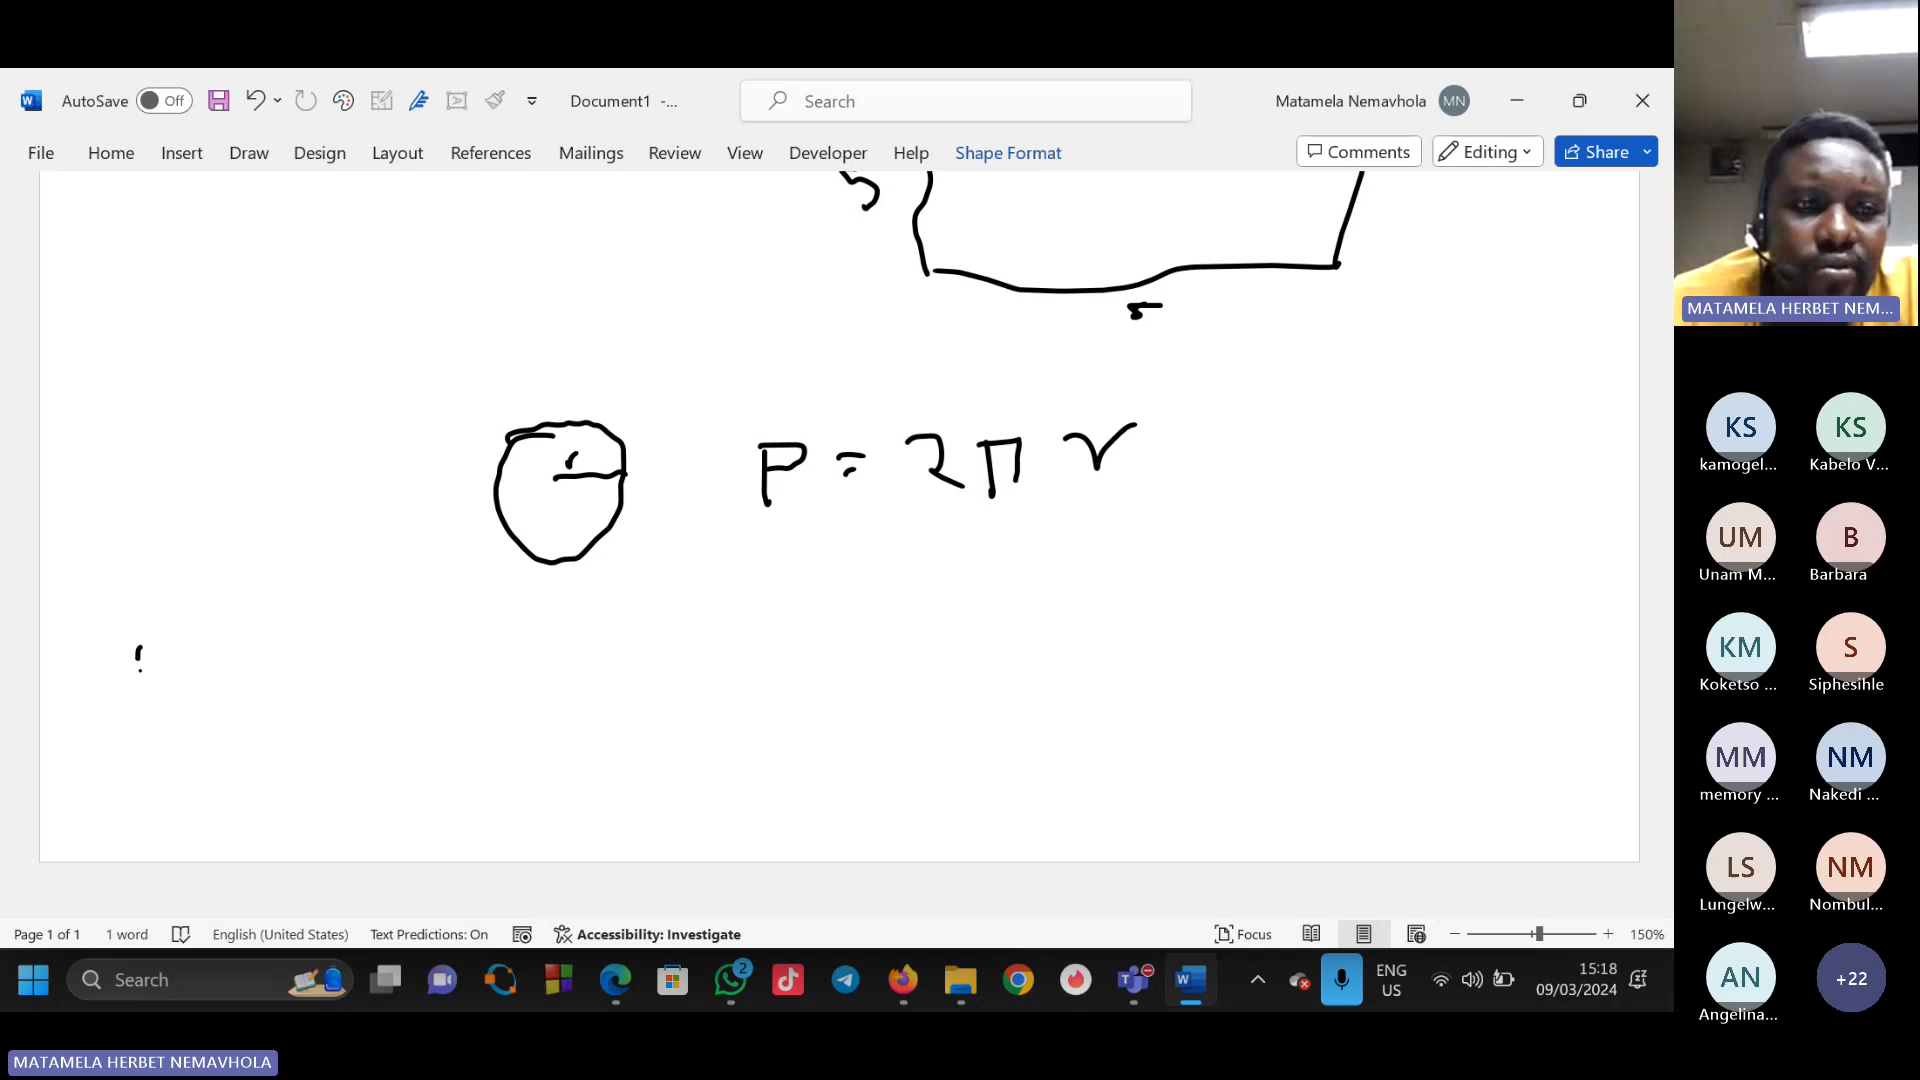 AutoSave Off Document1 -... Search Matamela Nemavhola MN
File Home Insert Draw Design Layout References Mailings Review View Developer Help Shape Format Comments Editing Share
5
5
r
P = 2π r
Page 1 of 1 1 word English (United States) Text Predictions: On Accessibility: Investigate Focus 150%
Search 2 ENG US 15:18 09/03/2024
MATAMELA HERBET NEMAVHOLA
MATAMELA HERBET NEM...
KS KS
kamogel... Kabelo V...
UM B
Unam M... Barbara
KM S
Koketso ... Siphesihle
MM NM
memory ... Nakedi ...
LS NM
Lungelw... Nombul...
AN +22
Angelina...